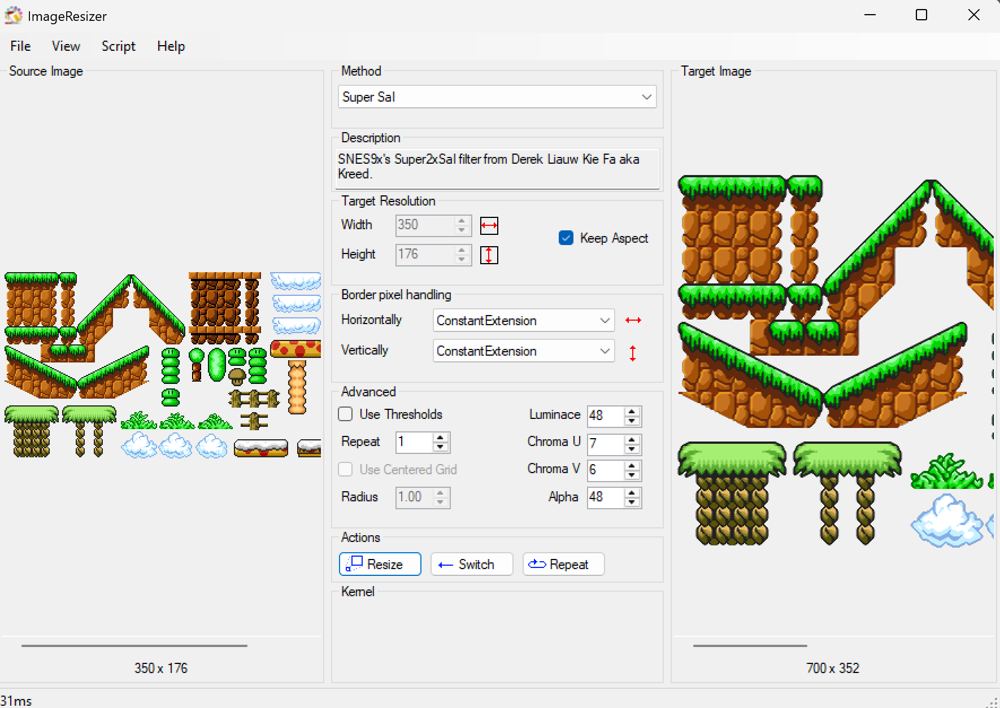 ImageResizer
File View Script Help
Source Image
Method
Super SaI
Description
SNES9x's Super2xSaI filter from Derek Liauw Kie Fa aka
Kreed.
Target Resolution
Width 350
Height 176
Keep Aspect
Border pixel handling
Horizontally ConstantExtension
Vertically ConstantExtension
Advanced
Use Thresholds Luminace 48
Repeat 1 Chroma U 7
Use Centered Grid Chroma V 6
Radius 1.00 Alpha 48
Actions
Resize Switch Repeat
Kernel
Target Image
350 x 176
700 x 352
31ms